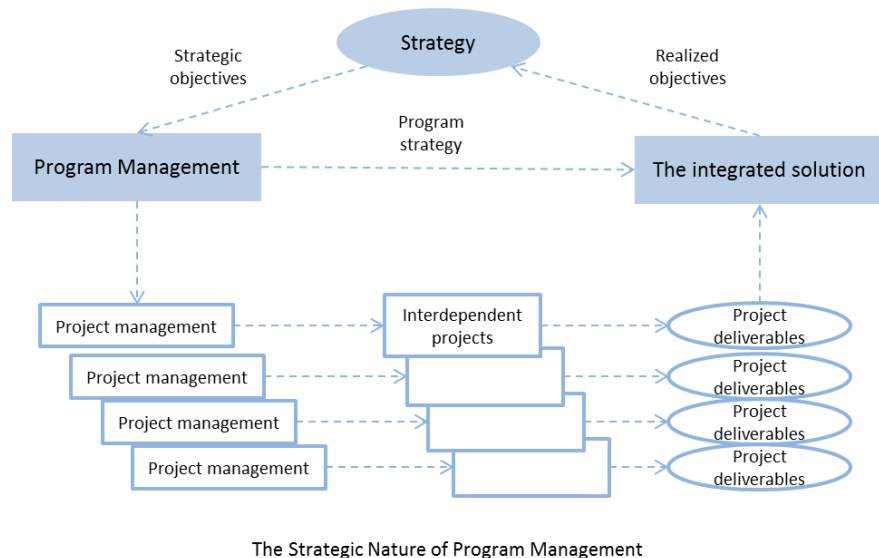 Strategy
Strategic
objectives
Realized
objectives
Program
strategy
Program Management
The integrated solution
Project management
Interdependent
projects
Project
deliverables
Project management
Project
deliverables
Project management
Project
deliverables
Project management
Project
deliverables
The Strategic Nature of Program Management